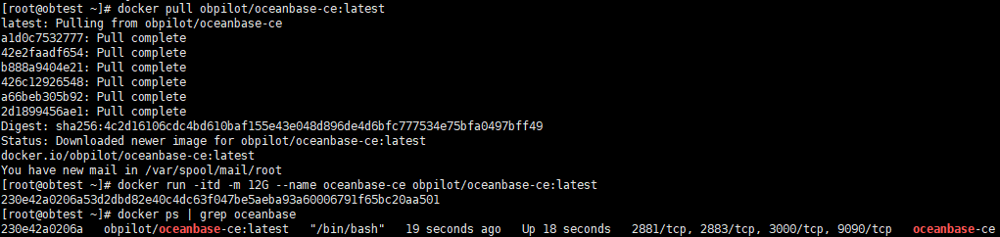 [root@obtest ~]# docker pull obpilot/oceanbase-ce:latest
latest: Pulling from obpilot/oceanbase-ce
a1d0c7532777: Pull complete
42e2faadf654: Pull complete
b888a9404e21: Pull complete
426c12926548: Pull complete
a66beb305b92: Pull complete
2d1899456ae1: Pull complete
Digest: sha256:4c2d16106cdc4bd610baf155e43e048d896de4d6bfc777534e75bfa0497bff49
Status: Downloaded newer image for obpilot/oceanbase-ce:latest
docker.io/obpilot/oceanbase-ce:latest
You have new mail in /var/spool/mail/root
[root@obtest ~]# docker run -itd -m 12G --name oceanbase-ce obpilot/oceanbase-ce:latest
230e42a0206a53d2dbd82e40c4dc63f047be5aeba93a60006791f65bc20aa501
[root@obtest ~]# docker ps | grep oceanbase
230e42a0206a   obpilot/oceanbase-ce:latest   "/bin/bash"   19 seconds ago   Up 18 seconds   2881/tcp, 2883/tcp, 3000/tcp, 9090/tcp   oceanbase-ce